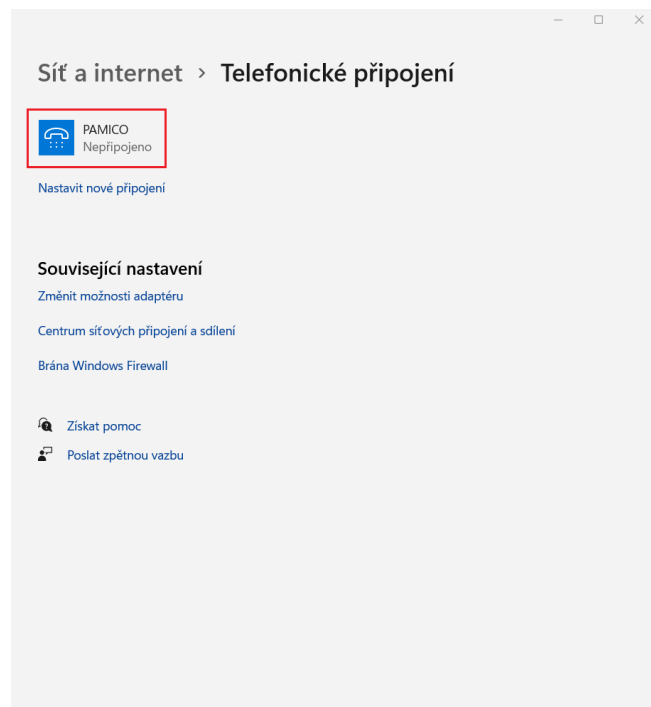 Síť a internet › Telefonické připojení
PAMICO
Nepřipojeno
Nastavit nové připojení
Související nastavení
Změnit možnosti adaptéru
Centrum síťových připojení a sdílení
Brána Windows Firewall
Získat pomoc
Poslat zpětnou vazbu